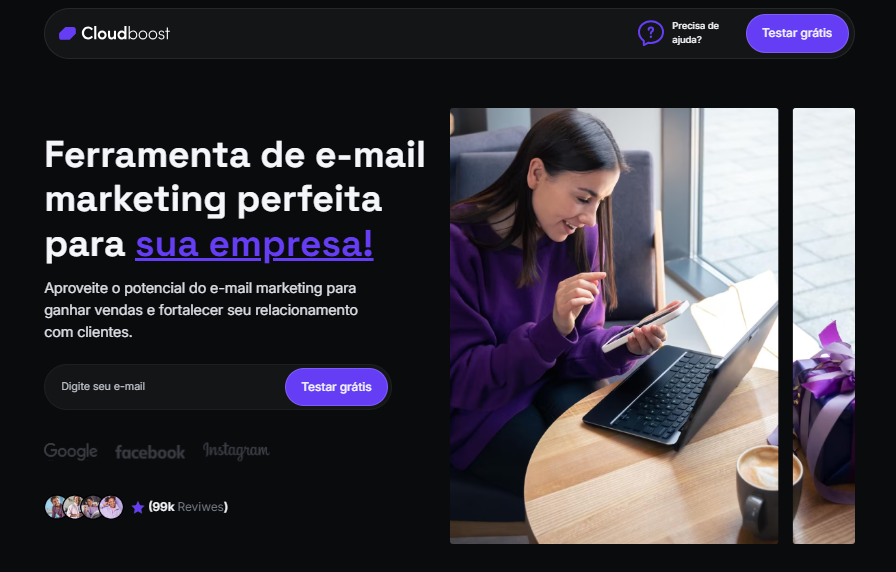 Cloudboost
Precisa de
ajuda?
Testar grátis
Ferramenta de e-mail
marketing perfeita
para sua empresa!
Aproveite o potencial do e-mail marketing para
ganhar vendas e fortalecer seu relacionamento
com clientes.
Digite seu e-mail
Testar grátis
Google facebook Instagram
(99k Reviwes)